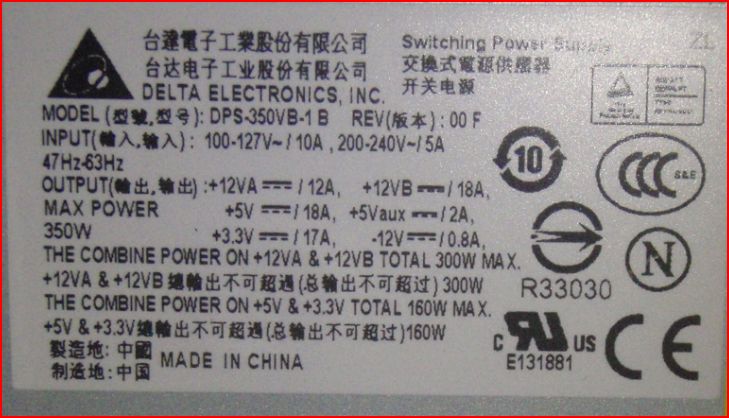 台達電子工業股份有限公司
台达电子工业股份有限公司
DELTA ELECTRONICS, INC.
Switching Power Supply
交換式電源供應器
开关电源
ZL
MODEL (型號,型号): DPS-350VB-1 B REV(版本): 00 F
INPUT(輸入,输入): 100-127V~/10A, 200-240V~/5A
47Hz-63Hz
OUTPUT(輸出,输出):+12VA ⎓/12A, +12VB ⎓/18A,
MAX POWER +5V ⎓/18A, +5Vaux ⎓/2A,
350W +3.3V ⎓/17A, -12V ⎓/0.8A,
THE COMBINE POWER ON +12VA & +12VB TOTAL 300W MAX.
+12VA & +12VB 總輸出不可超過(总输出不可超过)300W
THE COMBINE POWER ON +5V & +3.3V TOTAL 160W MAX.
+5V & +3.3V總輸出不可超過(总输出不可超过)160W
製造地: 中國
制造地: 中国
MADE IN CHINA
10
CCC
S&E
N
R33030
c RU US
E131881
CE